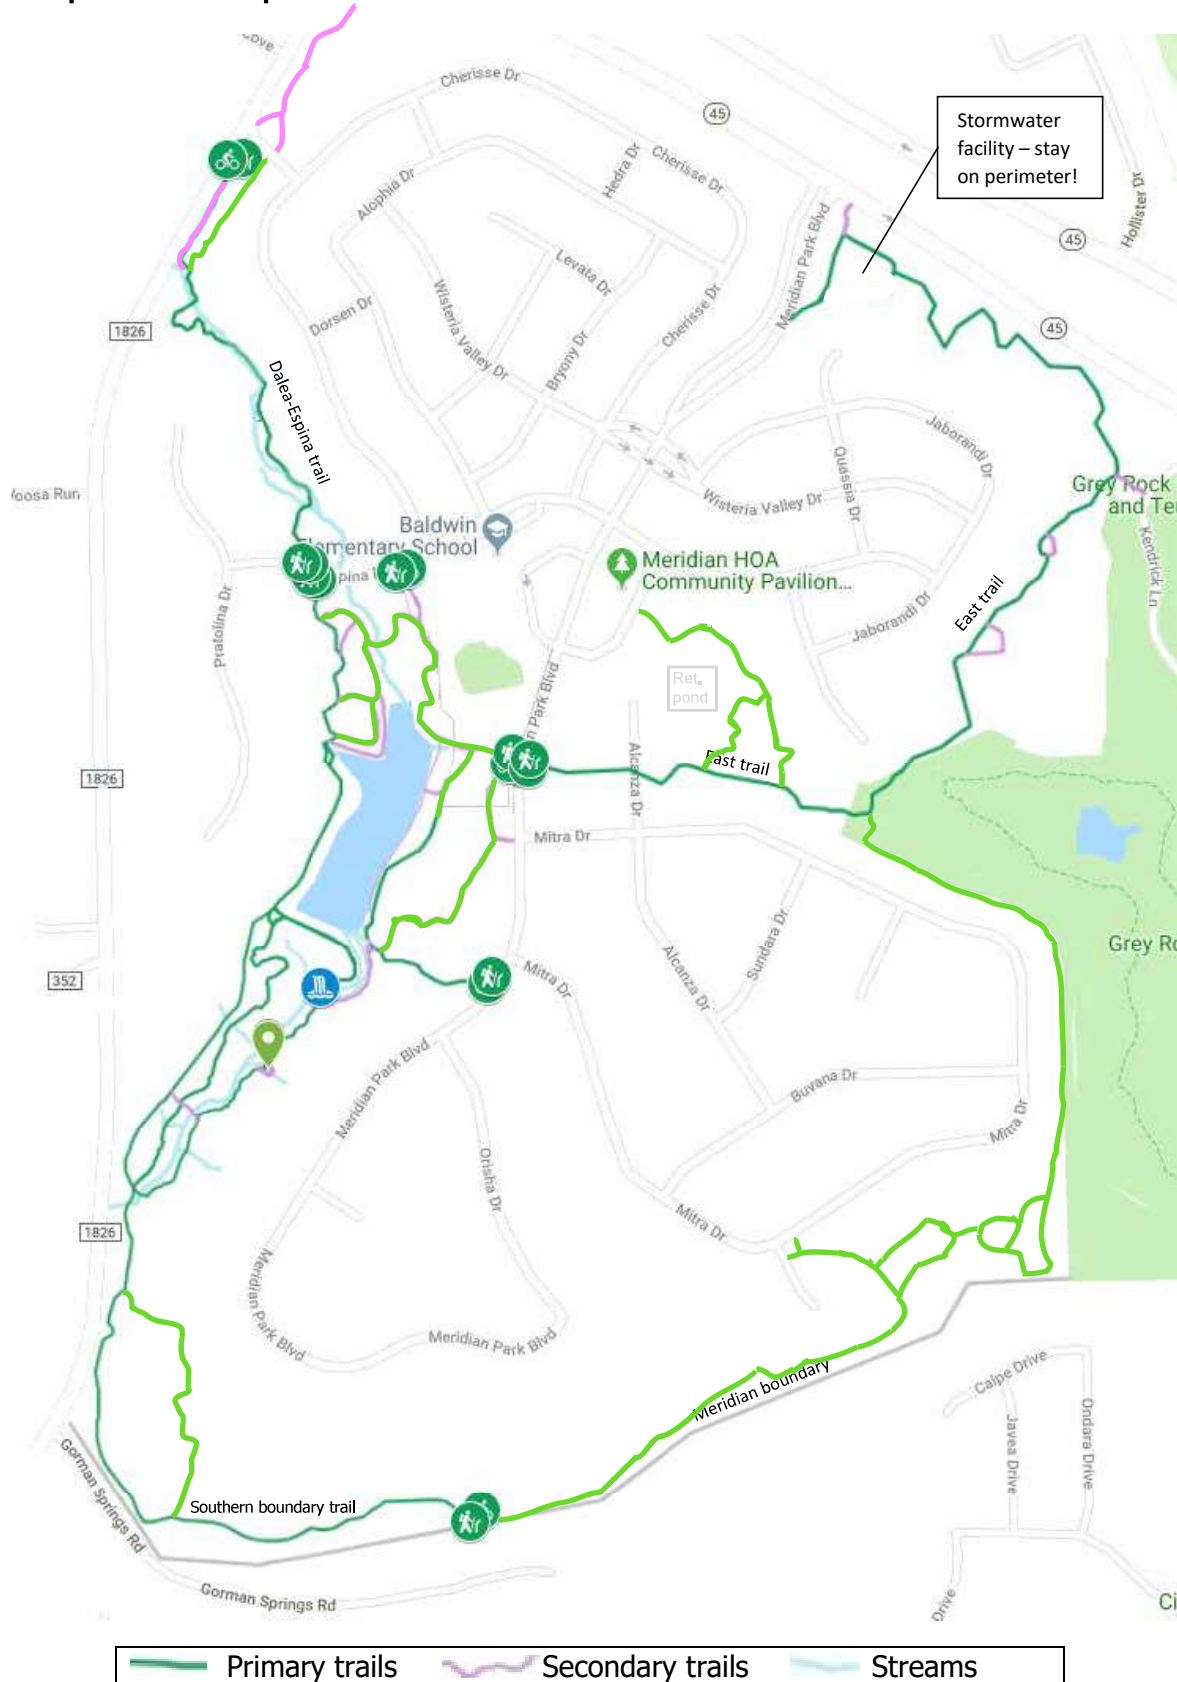 ove
Cherisse Dr
45
Stormwater
facility – stay
on perimeter!
Hedra Dr
Cherisse Dr
Alophia Dr
Hollister Dr
Meridian Park Blvd
45
Levata Dr
Wisteria Valley Dr
Cherisse Dr
Dorsen Dr
1826
45
Bryony Dr
Dalea-Espina trail
Jaborandi Dr
Quassia Dr
oosa Run
Wisteria Valley Dr
Grey Rock
and Te
Baldwin
Elementary School
Kendrick Ln
Meridian HOA
Community Pavilion...
pina
Pratolina Dr
East trail
Jaborandi Dr
Ret.
pond
n Park Blvd
Alcanza Dr
East trail
1826
Mitra Dr
Sundara Dr
Grey Ro
352
Mitra Dr
Alcanza Dr
Meridian Park Blvd
Buyana Dr
Mitra Dr
Orisha Dr
Mitra Dr
1826
Meridian Park Blvd
Meridian Park Blvd
Meridian boundary
Calpe Drive
Javea Drive
Ondara Drive
Gorman Springs Rd
Southern boundary trail
Gorman Springs Rd
Drive
Ci
Primary trails
Secondary trails
Streams